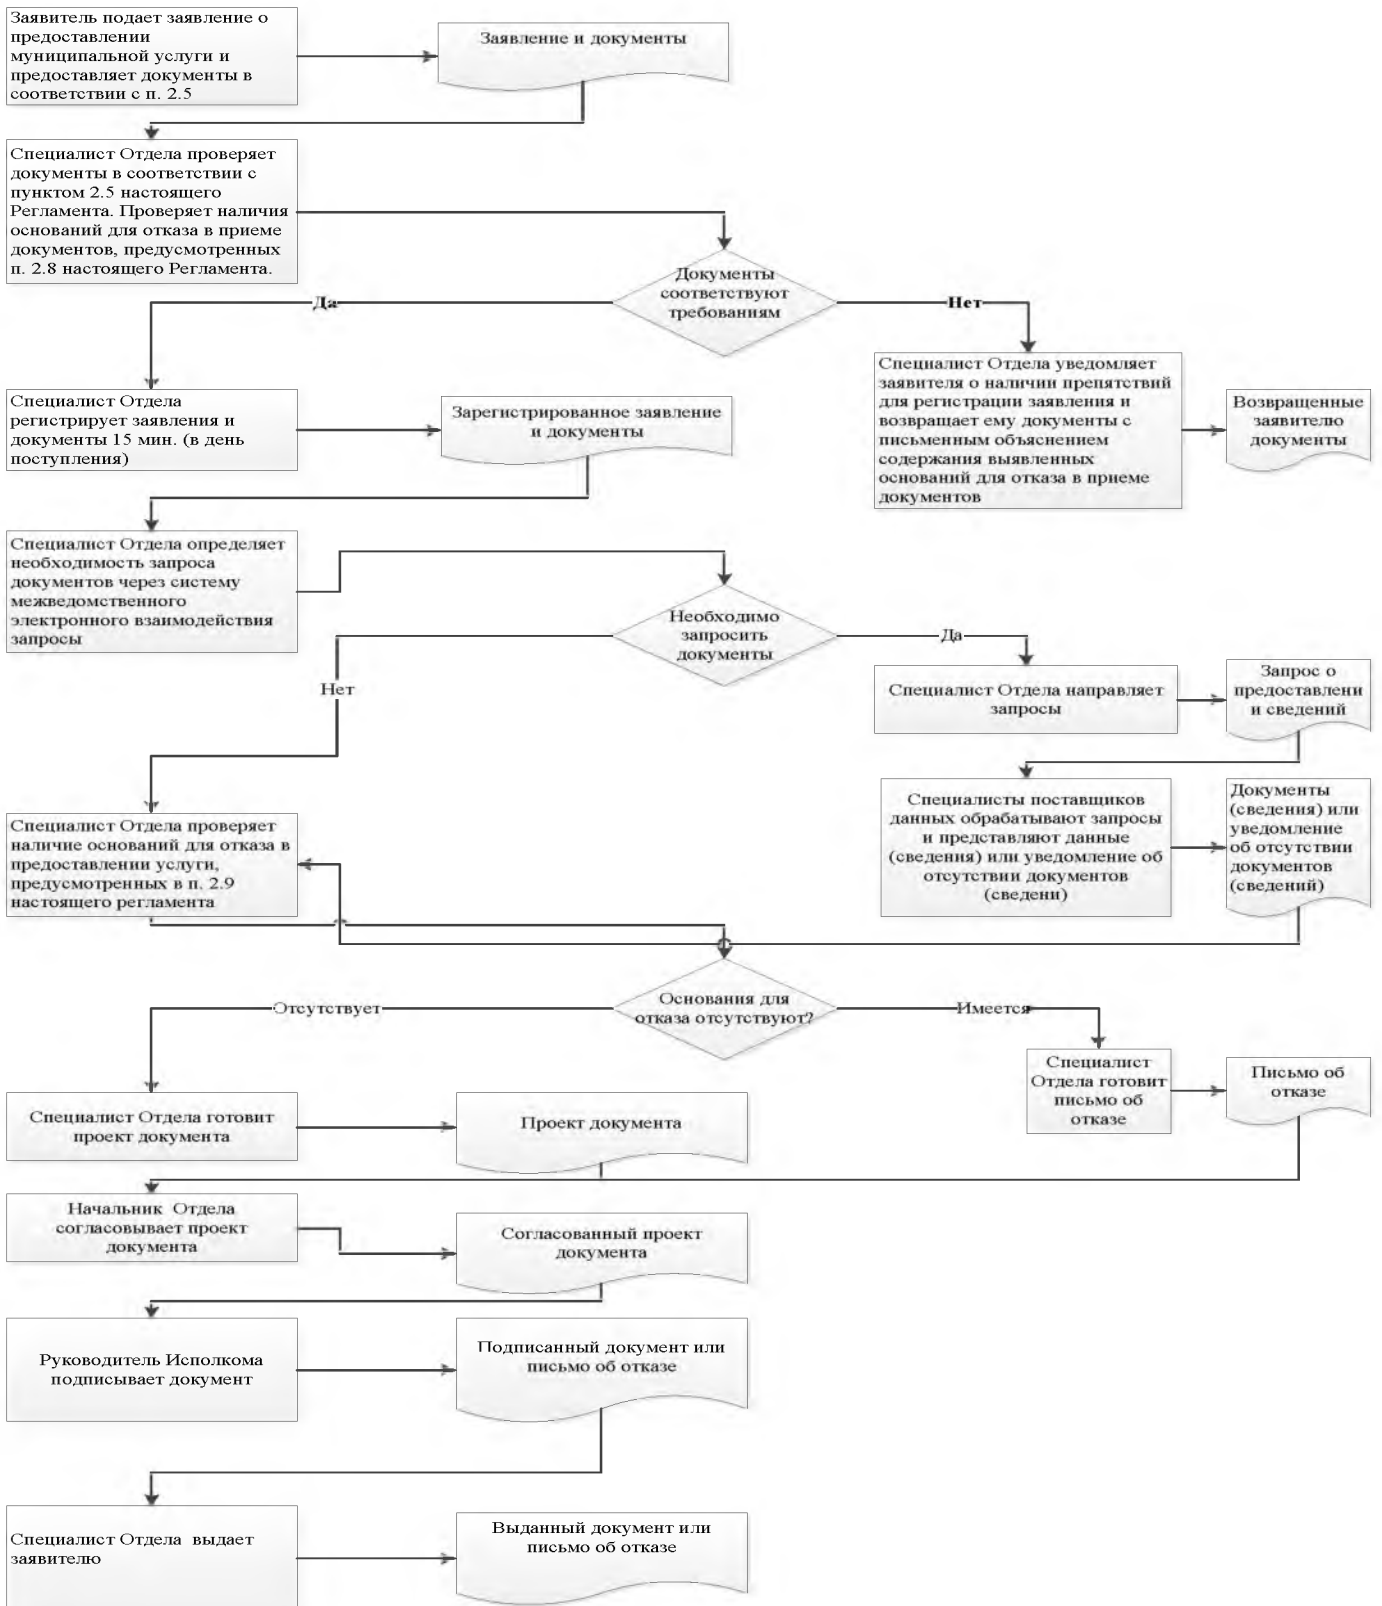 Заявитель подает заявление о
предоставлении
муниципальной услуги и
предоставляет документы в
соответствии с п. 2.5
Заявление и документы
Специалист Отдела проверяет
документы в соответствии с
пунктом 2.5 настоящего
Регламента. Проверяет наличия
оснований для отказа в приеме
документов, предусмотренных
п. 2.8 настоящего Регламента.
Документы
соответствуют
требованиям
Да
Нет
Специалист Отдела
регистрирует заявления и
документы 15 мин. (в день
поступления)
Зарегистрированное заявление
и документы
Специалист Отдела уведомляет
заявителя о наличии препятствий
для регистрации заявления и
возвращает ему документы с
письменным объяснением
содержания выявленных
оснований для отказа в приеме
документов
Возвращенные
заявителю
документы
Специалист Отдела определяет
необходимость запроса
документов через систему
межведомственного
электронного взаимодействия
запросы
Необходимо
запросить
документы
Да
Нет
Специалист Отдела направляет
запросы
Запрос о
предоставлени
и сведений
Специалисты поставщиков
данных обрабатывают запросы
и представляют данные
(сведения) или уведомление об
отсутствии документов
(сведени)
Документы
(сведения) или
уведомление
об отсутствии
документов
(сведений)
Специалист Отдела проверяет
наличие оснований для отказа в
предоставлении услуги,
предусмотренных в п. 2.9
настоящего регламента
Основания для
отказа отсутствуют?
Отсутствует
Имеется
Специалист
Отдела готовит
письмо об
отказе
Письмо об
отказе
Специалист Отдела готовит
проект документа
Проект документа
Начальник  Отдела
согласовывает проект
документа
Согласованный проект
документа
Руководитель Исполкома
подписывает документ
Подписанный документ или
письмо об отказе
Специалист Отдела  выдает
заявителю
Выданный документ или
письмо об отказе